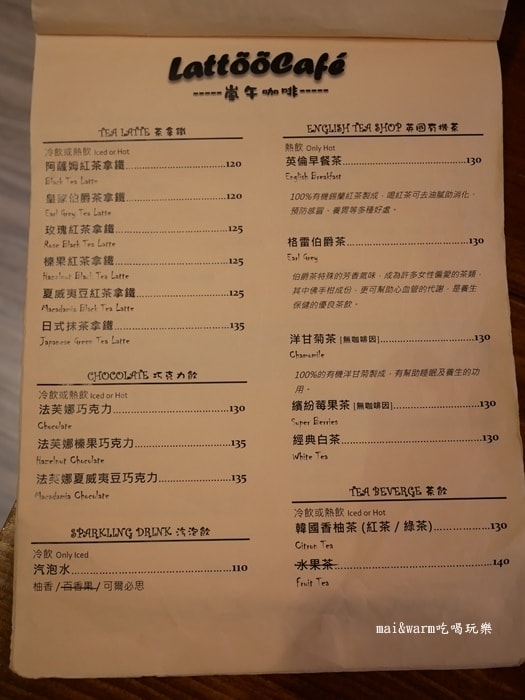 LattõõCafé
-----嵐午咖啡-----
TEA LATTE 茶拿鐵
冷飲或熱飲 Iced or Hot
阿薩姆紅茶拿鐵........................120
Black Tea Latte
皇家伯爵茶拿鐵........................120
Earl Grey Tea Latte
玫瑰紅茶拿鐵...........................125
Rose Black Tea Latte
榛果紅茶拿鐵...........................125
Hazelnut Black Tea Latte
夏威夷豆紅茶拿鐵.....................125
Macadamia Black Tea Latte
日式抹茶拿鐵...........................135
Japanese Green Tea Latte
CHOCOLATE 巧克力飲
冷飲或熱飲 Iced or Hot
法芙娜巧克力...........................130
Chocolate
法芙娜榛果巧克力.....................135
Hazelnut Chocolate
法芙娜夏威夷豆巧克力...............135
Macadamia Chocolate
SPARKLING DRINK 汽泡飲
冷飲 Only Iced
汽泡水....................................110
柚香 / 百香果 / 可爾必思
ENGLISH TEA SHOP 英國有機茶
熱飲 Only Hot
英倫早餐茶..............................130
English Breakfast
100%有機錫蘭紅茶製成，喝紅茶可去油膩助消化、
預防感冒、養胃等多種好處。
格雷伯爵茶..............................130
Earl Grey
伯爵茶特殊的芳香氣味，成為許多女性偏愛的茶類，
其中佛手柑成份，更可幫助心血管的代謝，是養生
保健的優良茶飲。
洋甘菊茶 [無咖啡因].....................130
Chamomile
100%的有機洋甘菊製成，有幫助睡眠及養生的功
用。
繽紛莓果茶 [無咖啡因]..................130
Super Berries
經典白茶.................................130
White Tea
TEA BEVERGE 茶飲
冷飲或熱飲 Iced or Hot
韓國香柚茶 (紅茶 / 綠茶)...............130
Citron Tea
水果茶....................................140
Fruit Tea
mai&warm吃喝玩樂